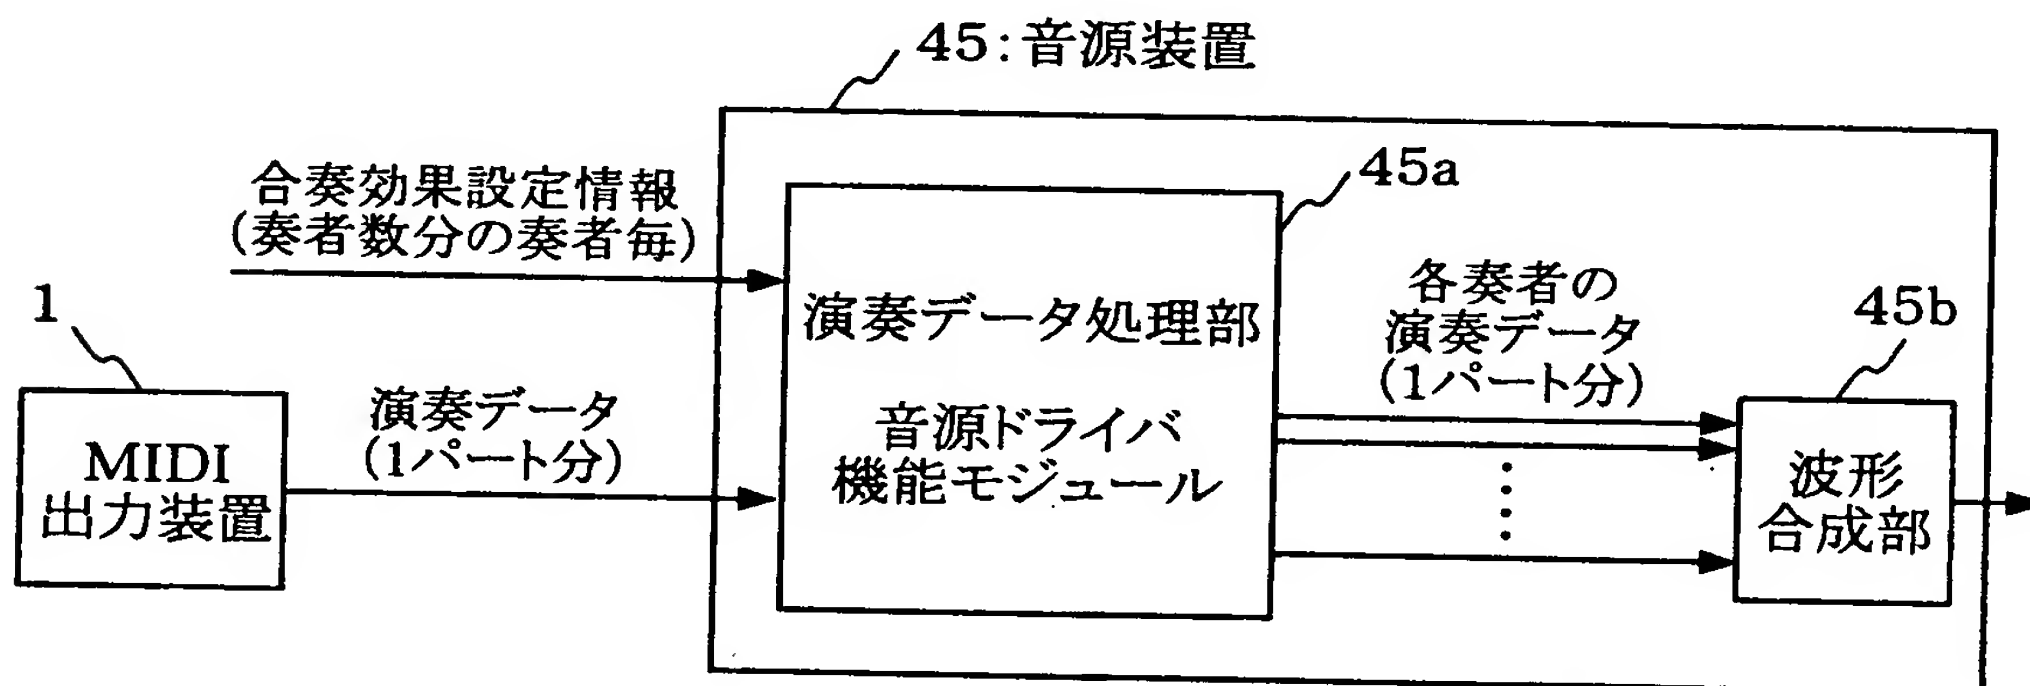 45:音源装置
45a
合奏効果設定情報
(奏者数分の奏者毎)
1
MIDI
出力装置
演奏データ
(1パート分)
演奏データ処理部
音源ドライバ
機能モジュール
各奏者の
演奏データ
(1パート分)
45b
波形
合成部